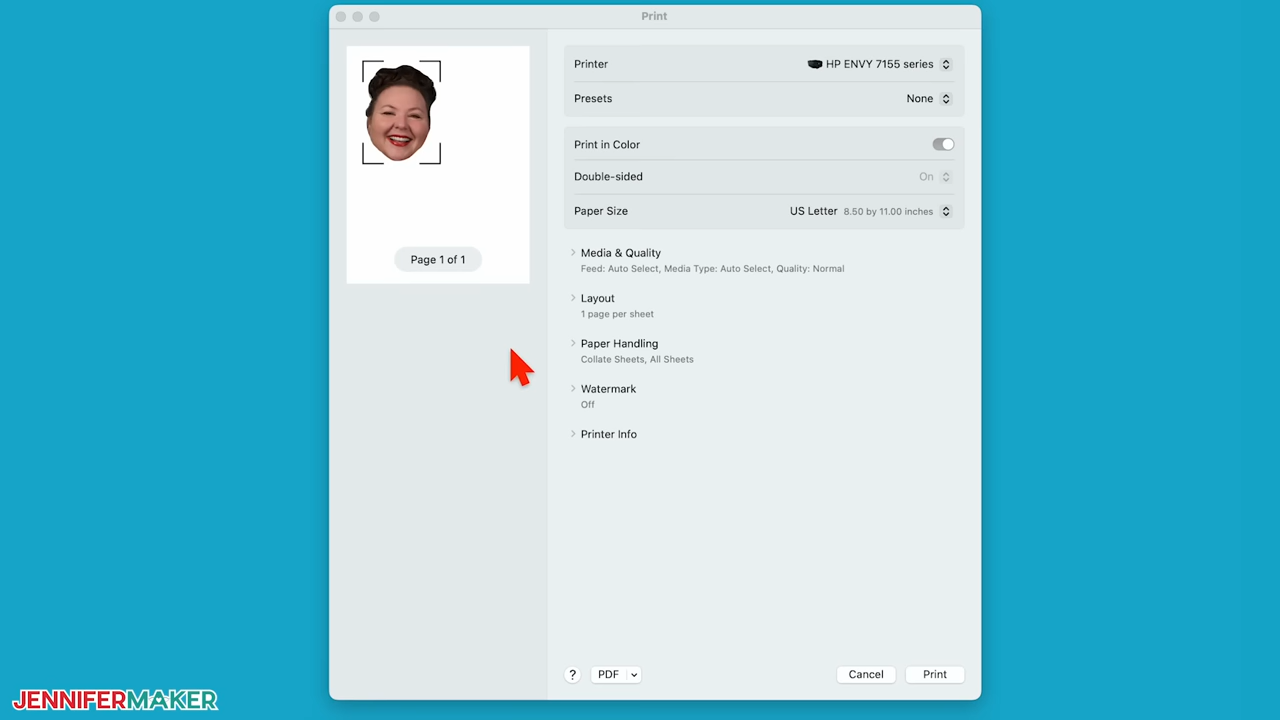 Print
Printer
HP ENVY 7155 series
Presets
None
Print in Color
Double-sided
On
Paper Size
US Letter 8.50 by 11.00 inches
Page 1 of 1
Media & Quality
Feed: Auto Select, Media Type: Auto Select, Quality: Normal
Layout
1 page per sheet
Paper Handling
Collate Sheets, All Sheets
Watermark
Off
Printer Info
?
PDF
Cancel
Print
JENNIFERMAKER